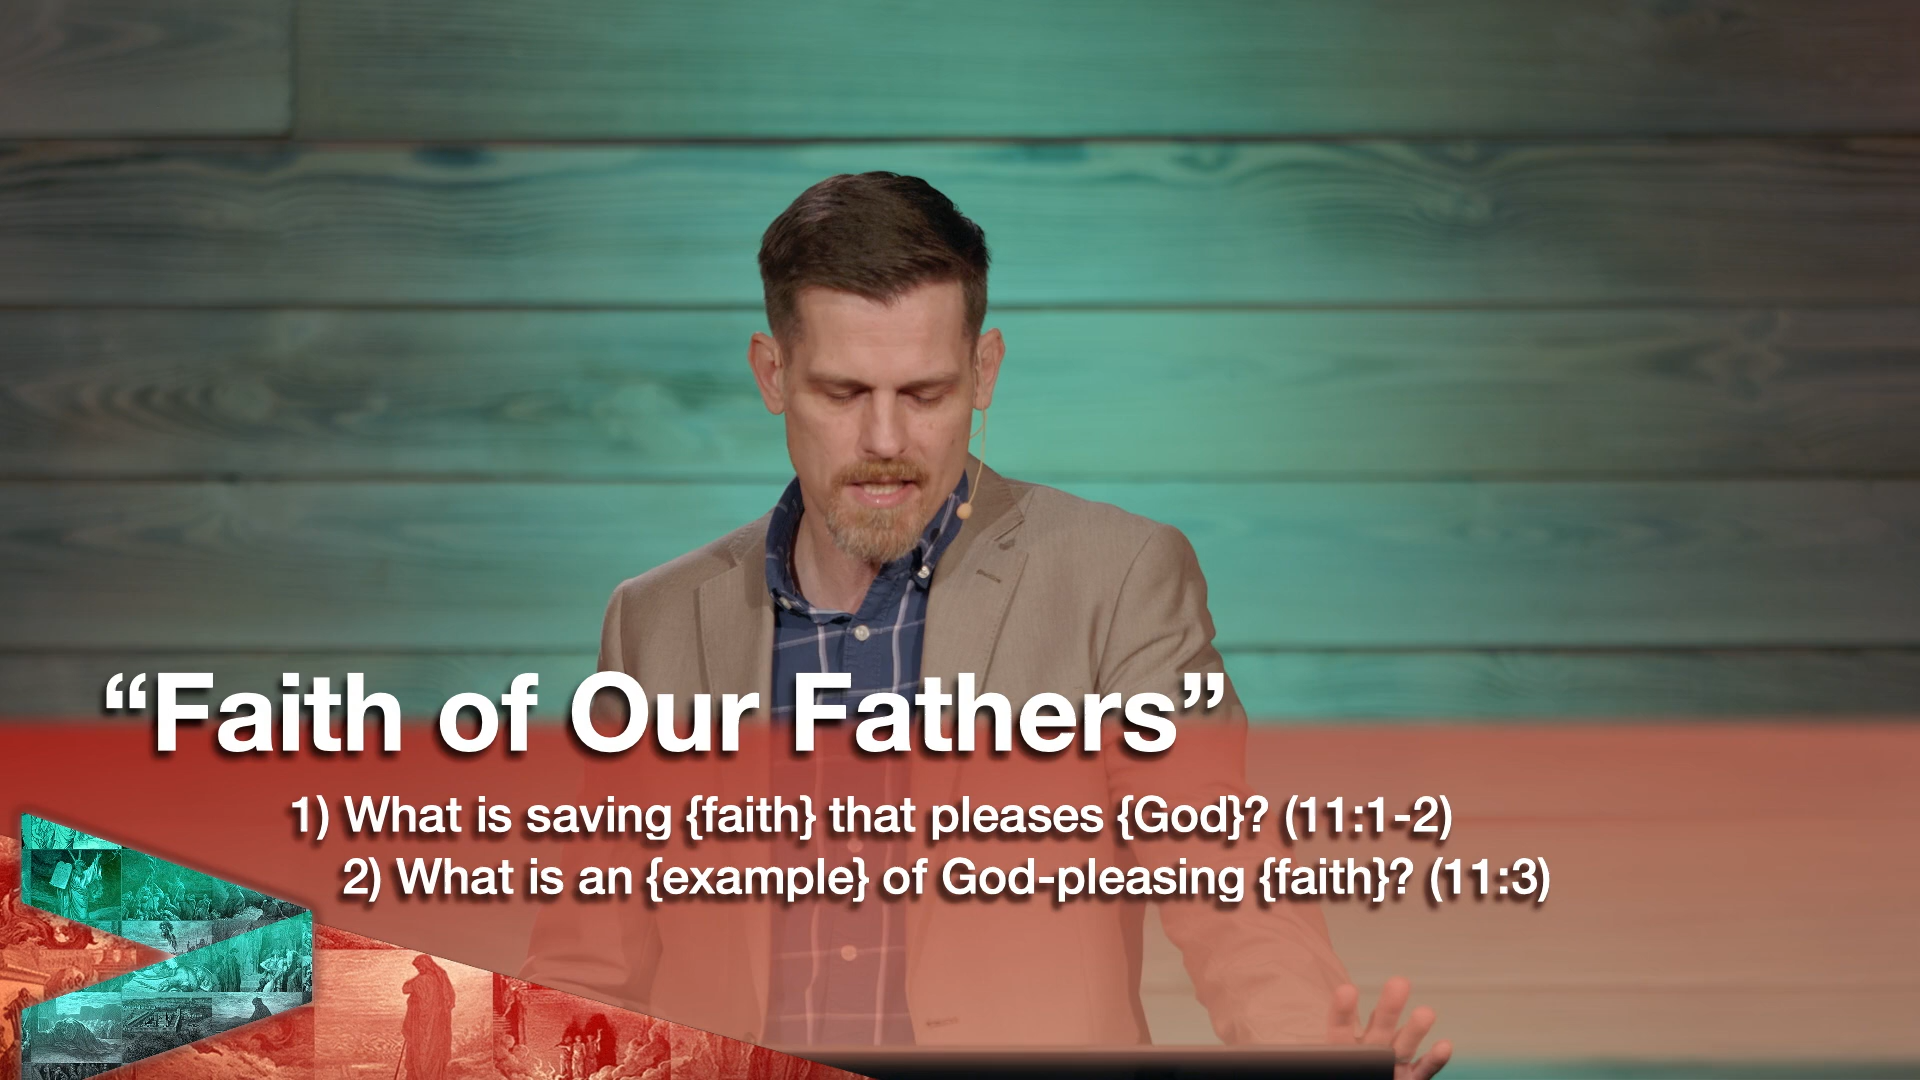 “Faith of Our Fathers”
1) What is saving {faith} that pleases {God}? (11:1-2)
2) What is an {example} of God-pleasing {faith}? (11:3)